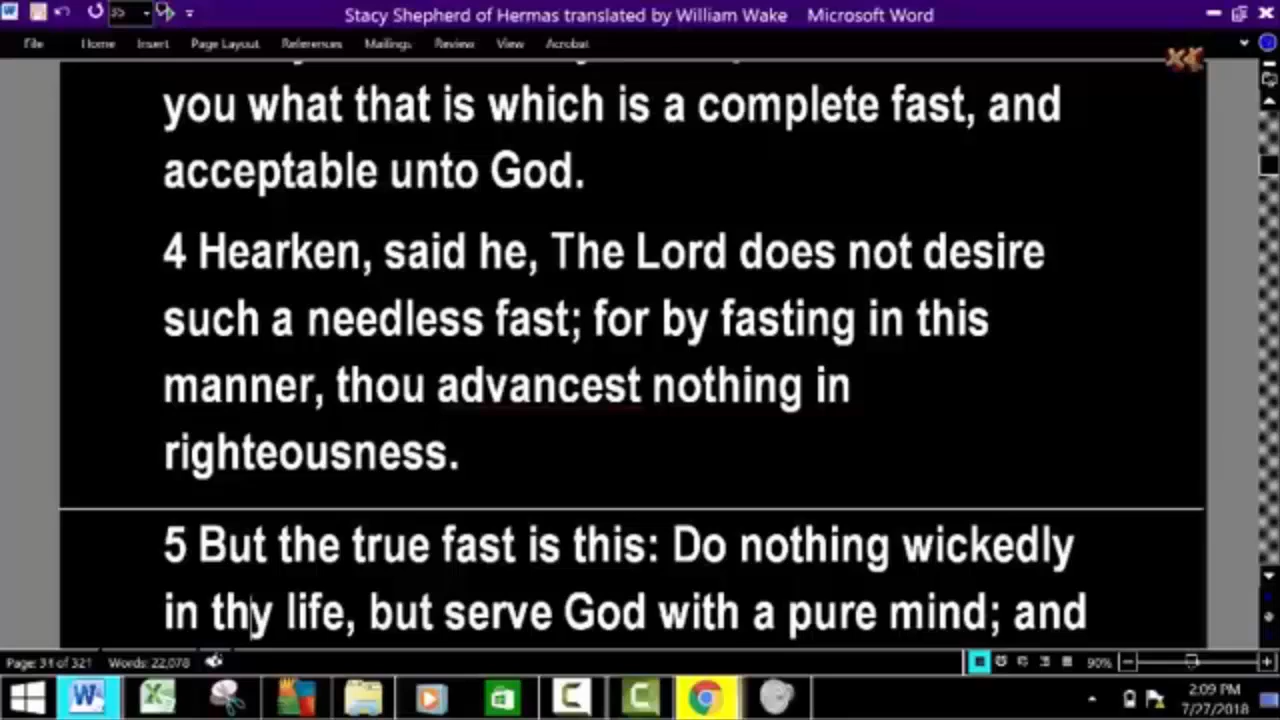 35
Stacy Shepherd of Hermas translated by William Wake Microsoft Word
File Home Insert Page Layout References Mailings Review View Acrobat
you what that is which is a complete fast, and
acceptable unto God.
4 Hearken, said he, The Lord does not desire
such a needless fast; for by fasting in this
manner, thou advancest nothing in
righteousness.
5 But the true fast is this: Do nothing wickedly
in thy life, but serve God with a pure mind; and
Page: 31 of 321 Words: 22,078 90%
2:09 PM
7/27/2018